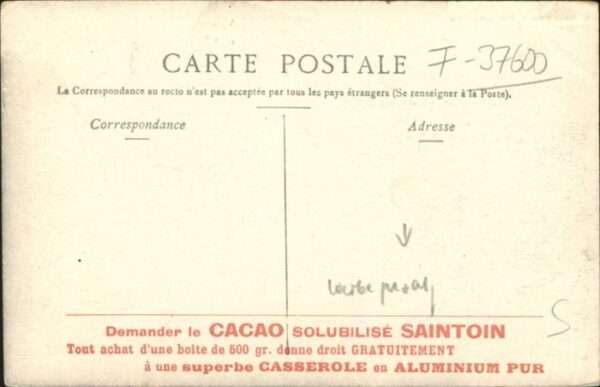 CARTE POSTALE F-37600
La Correspondance au recto n'est pas acceptée par tous les pays étrangers (Se renseigner à la Poste).
Correspondance
Adresse
S
Demander le CACAO SOLUBILISÉ SAINTOIN
Tout achat d'une boîte de 500 gr. donne droit GRATUITEMENT
à une superbe CASSEROLE en ALUMINIUM PUR